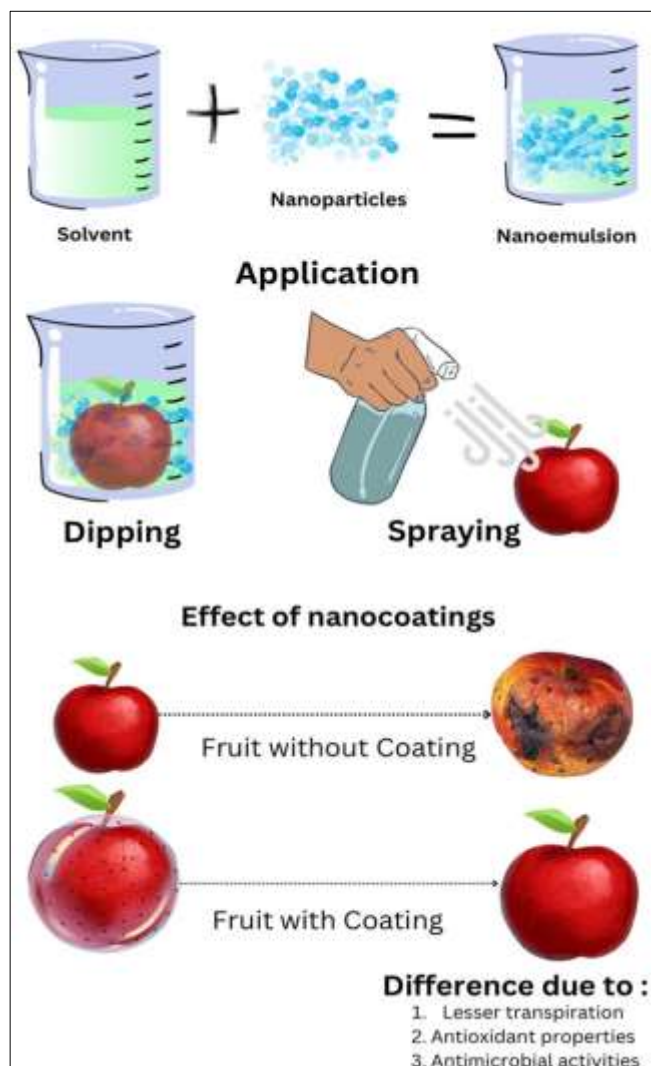 Solvent
Nanoparticles
Nanoemulsion
Application
Dipping
Spraying
Effect of nanocoatings
Fruit without Coating
Fruit with Coating
Difference due to :
1. Lesser transpiration
2. Antioxidant properties
3. Antimicrobial activities